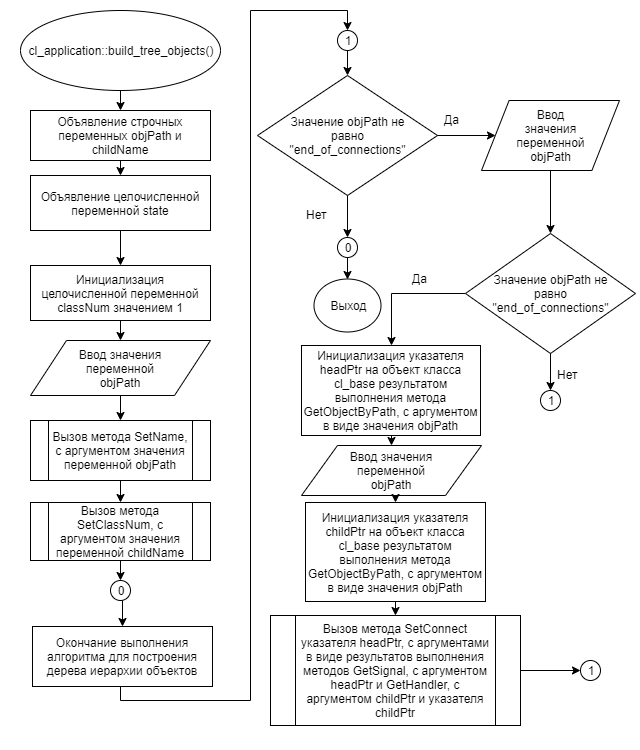 cl_application::build_tree_objects()
Объявление строчных
переменных objPath и
childName
Объявление целочисленной
переменной state
Инициализация
целочисленной переменной
classNum значением 1
Ввод значения
переменной
objPath
Вызов метода SetName,
с аргументом значения
переменной objPath
Вызов метода
SetClassNum, с
аргументом значения
переменной childName
0
Окончание выполнения
алгоритма для построения
дерева иерархии объектов
1
Значение objPath не
равно
"end_of_connections"
Да
Ввод
значения
переменной
objPath
Нет
0
Выход
Значение objPath не
равно
"end_of_connections"
Да
Нет
1
Инициализация указателя
headPtr на объект класса
cl_base результатом
выполнения метода
GetObjectByPath, с аргументом
в виде значения objPath
Ввод значения
переменной
objPath
Инициализация указателя
childPtr на объект класса
cl_base результатом
выполнения метода
GetObjectByPath, с аргументом
в виде значения objPath
Вызов метода SetConnect
указателя headPtr, с аргументами
в виде результатов выполнения
методов GetSignal, с аргументом
headPtr и GetHandler, с
аргументом childPtr и указателя
childPtr
1